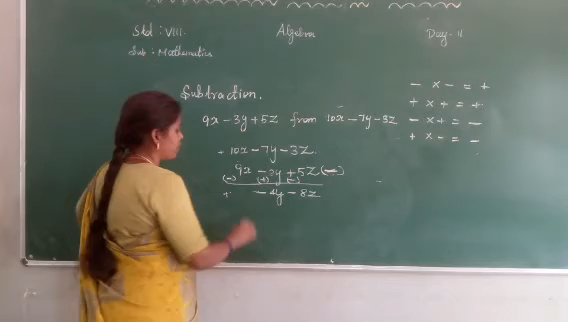 Std : VIII.
Algebra
Day - 11
Sub : Mathematics
Subtraction.
- × - = +
+ × + = +
- × + = -
+ × - = -
9x - 3y + 5z from 10x - 7y - 3z
+ 10x - 7y - 3z
9x - 3y + 5z (-)
(-) (+) (-)
+ - 4y - 8z